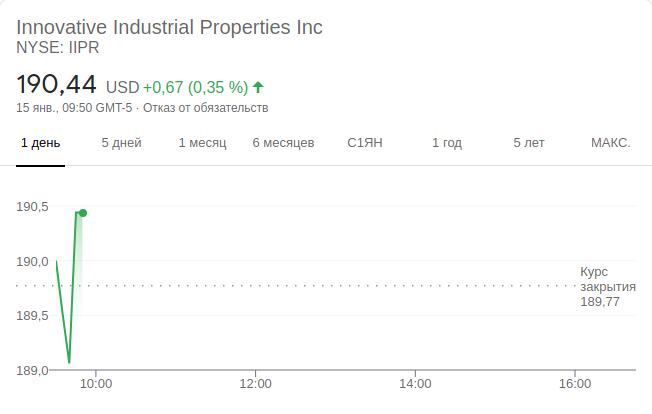 Innovative Industrial Properties Inc
NYSE: IIPR
190,44 USD +0,67 (0,35 %)
15 янв., 09:50 GMT-5 · Отказ от обязательств
1 день 5 дней 1 месяц 6 месяцев С1ЯН 1 год 5 лет МАКС.
190,5
190,0
Курс
закрытия
189,77
189,5
189,0
10:00 12:00 14:00 16:00